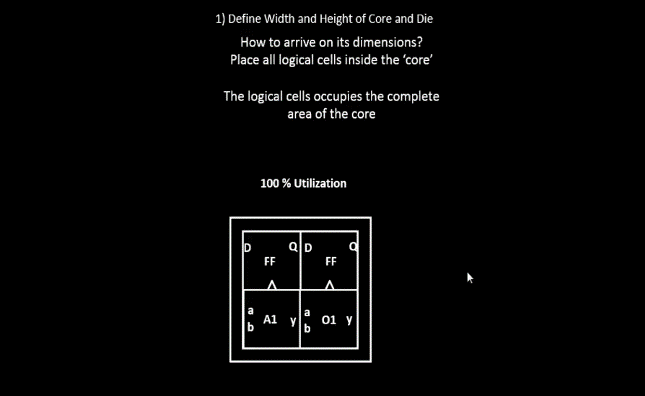 1) Define Width and Height of Core and Die
How to arrive on its dimensions?
Place all logical cells inside the ‘core’
The logical cells occupies the complete
area of the core
100 % Utilization
D Q D Q
FF FF
a A1 y a O1 y
b b